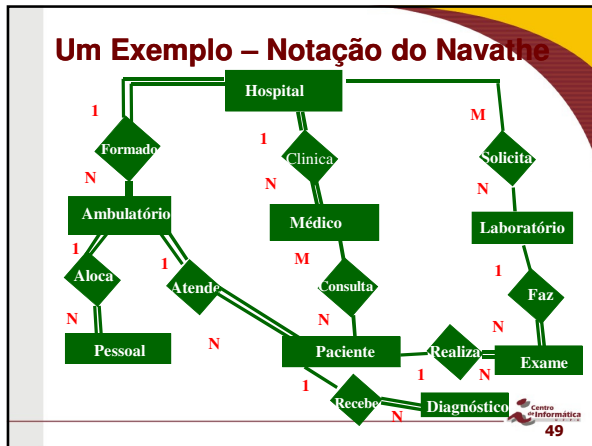 Um Exemplo – Notação do Navathe
Hospital
1
1
M
Formado
Clinica
Solicita
N
N
N
Ambulatório
Médico
Laboratório
1
1
M
1
Aloca
Atende
Consulta
Faz
N
N
N
N
Pessoal
Paciente
Realiza
Exame
1
1
N
Recebe
N
Diagnóstico
Centro
de Informática
49